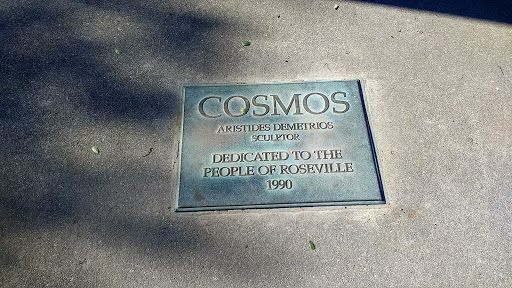 COSMOS
ARISTIDES DEMETRIOS
SCULPTOR
DEDICATED TO THE
PEOPLE OF ROSEVILLE
1990